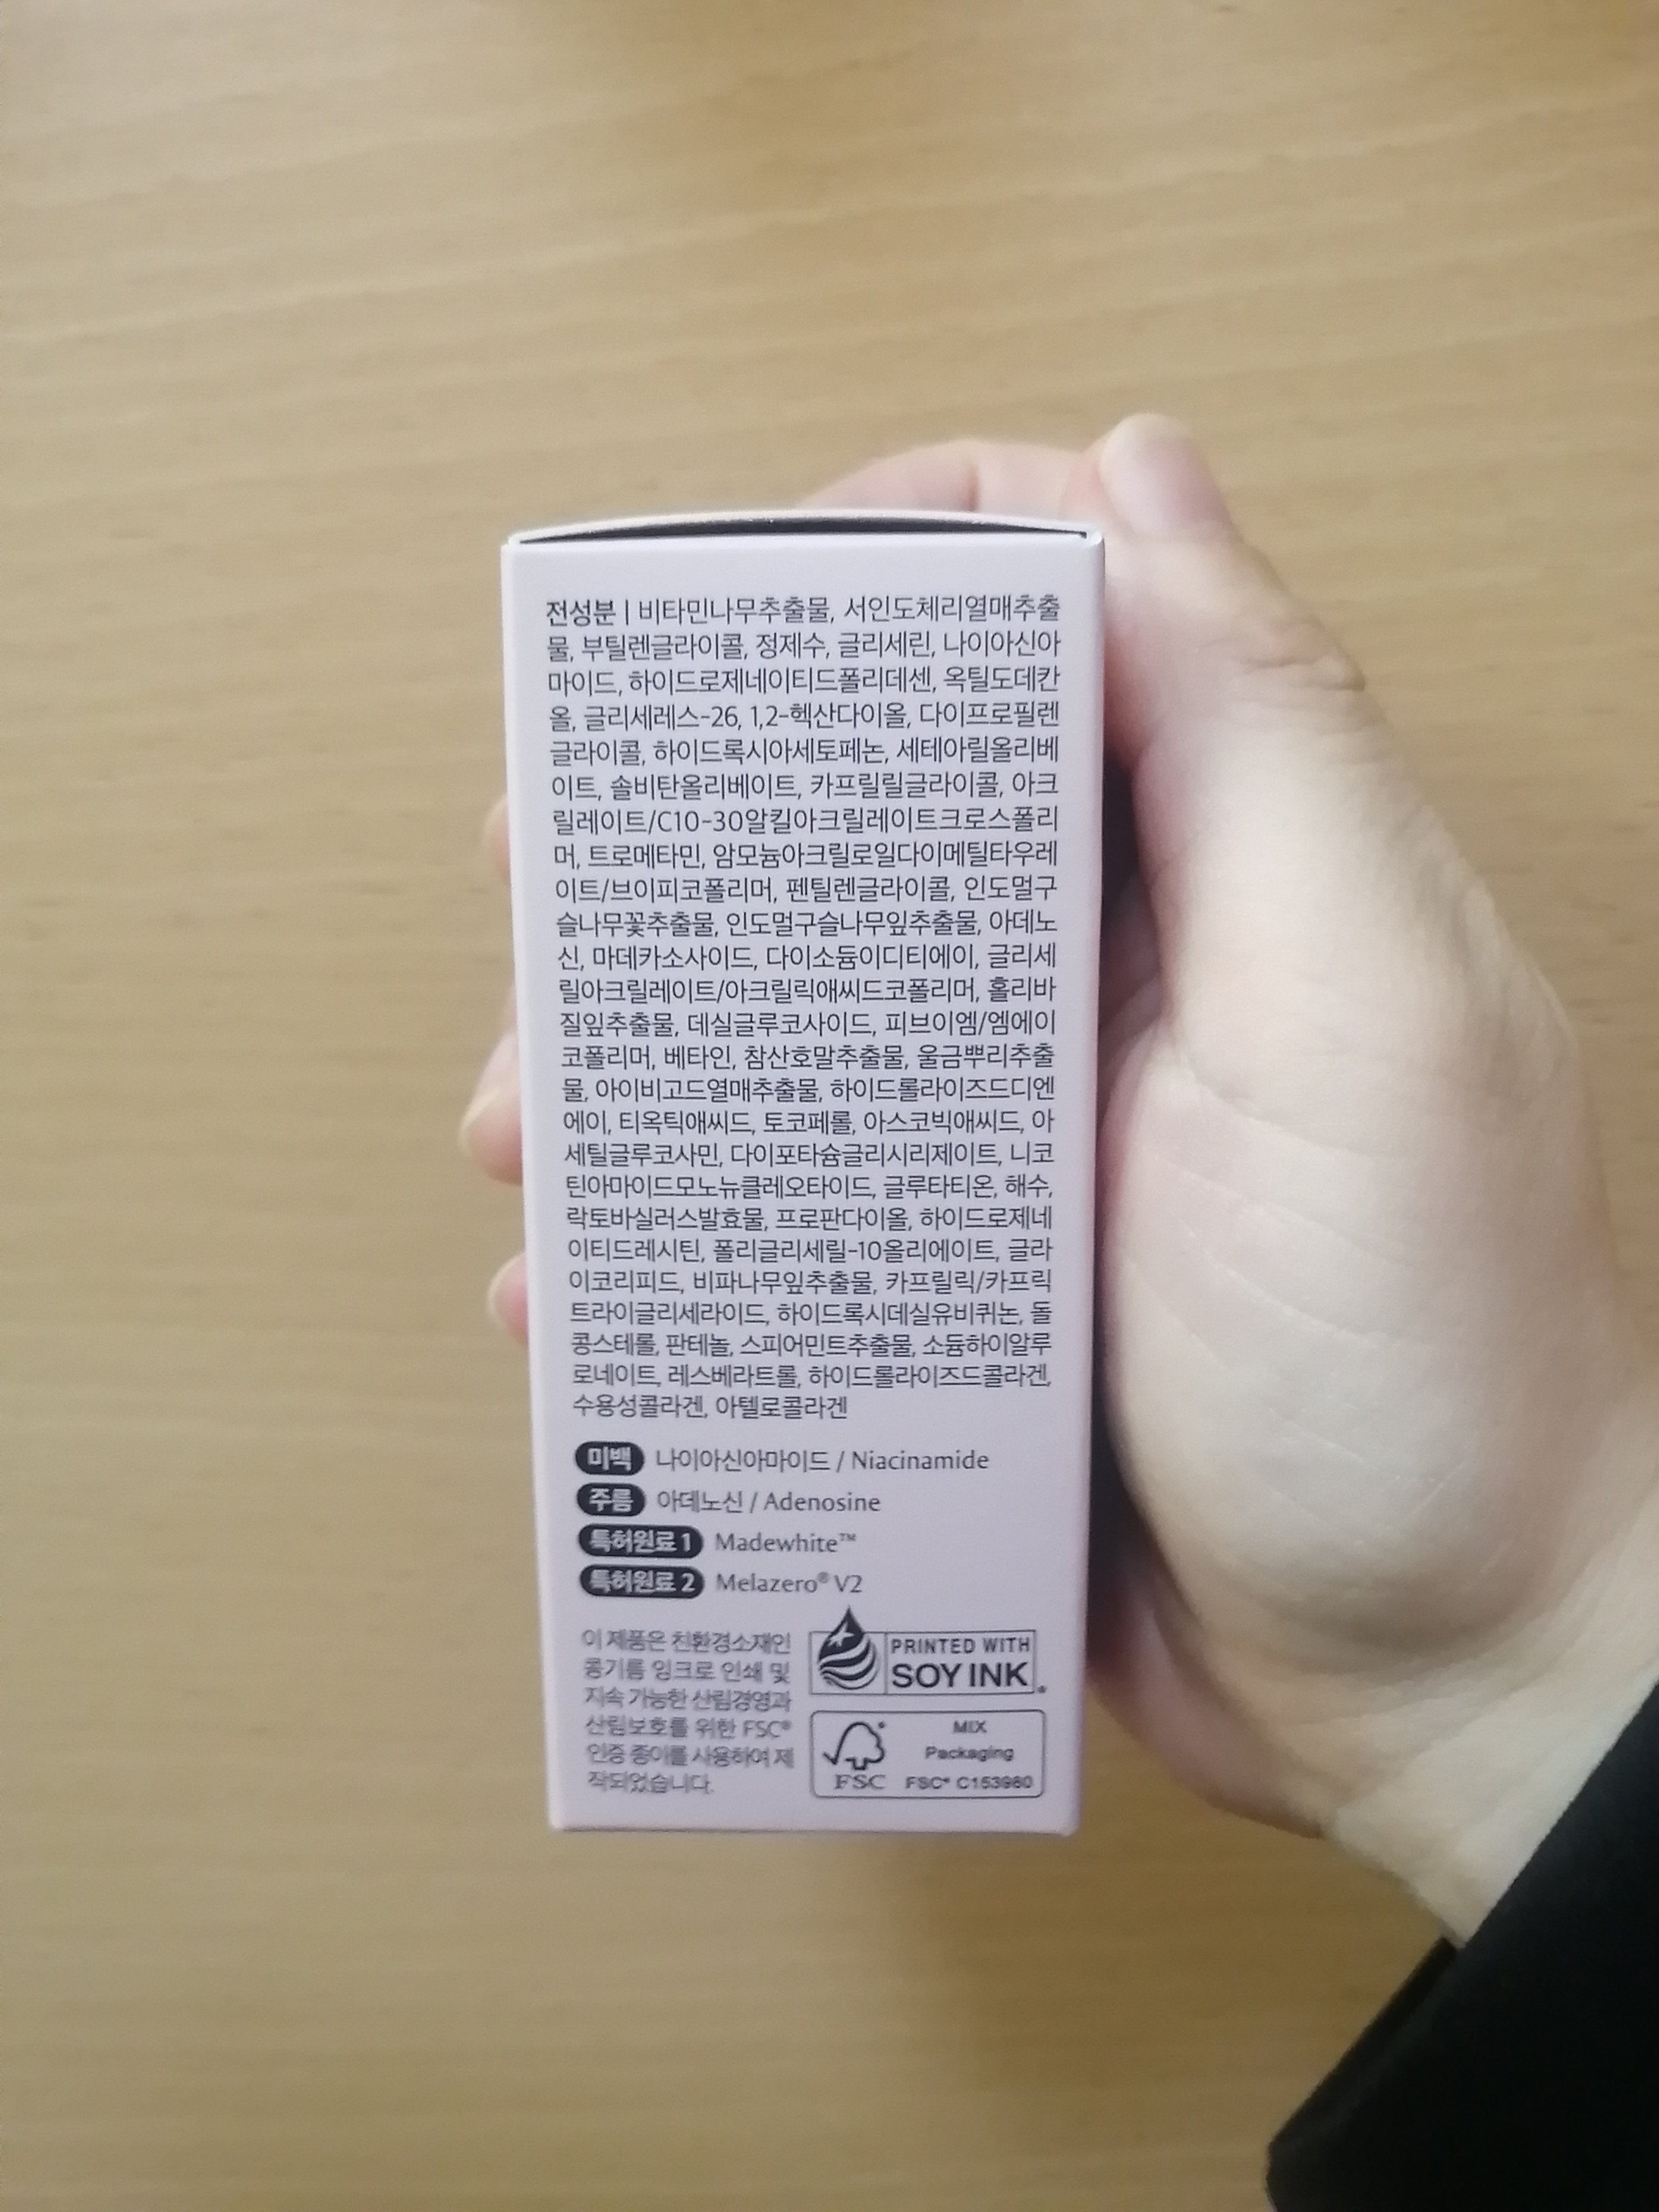 전성분 | 비타민나무추출물, 서인도체리열매추출
물, 부틸렌글라이콜, 정제수, 글리세린, 나이아신아
마이드, 하이드로제네이티드폴리데센, 옥틸도데칸
올, 글리세레스-26, 1,2-헥산다이올, 다이프로필렌
글라이콜, 하이드록시아세토페논, 세테아릴올리베
이트, 솔비탄올리베이트, 카프릴릴글라이콜, 아크
릴레이트/C10-30알킬아크릴레이트크로스폴리
머, 트로메타민, 암모늄아크릴로일다이메틸타우레
이트/브이피코폴리머, 펜틸렌글라이콜, 인도멀구
슬나무꽃추출물, 인도멀구슬나무잎추출물, 아데노
신, 마데카소사이드, 다이소듐이디티에이, 글리세
릴아크릴레이트/아크릴릭애씨드코폴리머, 홀리바
질잎추출물, 데실글루코사이드, 피브이엠/엠에이
코폴리머, 베타인, 참산호말추출물, 울금뿌리추출
물, 아이비고드열매추출물, 하이드롤라이즈드디엔
에이, 티옥틱애씨드, 토코페롤, 아스코빅애씨드, 아
세틸글루코사민, 다이포타슘글리시리제이트, 니코
틴아마이드모노뉴클레오타이드, 글루타티온, 해수,
락토바실러스발효물, 프로판다이올, 하이드로제네
이티드레시틴, 폴리글리세릴-10올리에이트, 글라
이코리피드, 비파나무잎추출물, 카프릴릭/카프릭
트라이글리세라이드, 하이드록시데실유비퀴논, 돌
콩스테롤, 판테놀, 스피어민트추출물, 소듐하이알루
로네이트, 레스베라트롤, 하이드롤라이즈드콜라겐,
수용성콜라겐, 아텔로콜라겐
미백 나이아신아마이드 / Niacinamide
주름 아데노신 / Adenosine
특허원료 1 Madewhite™
특허원료 2 Melazero® V2
이 제품은 친환경소재인
콩기름 잉크로 인쇄 및
지속 가능한 산림경영과
산림보호를 위한 FSC®
인증 종이를 사용하여 제
작되었습니다.
PRINTED WITH
SOY INK®
FSC
MIX
Packaging
FSC® C153980